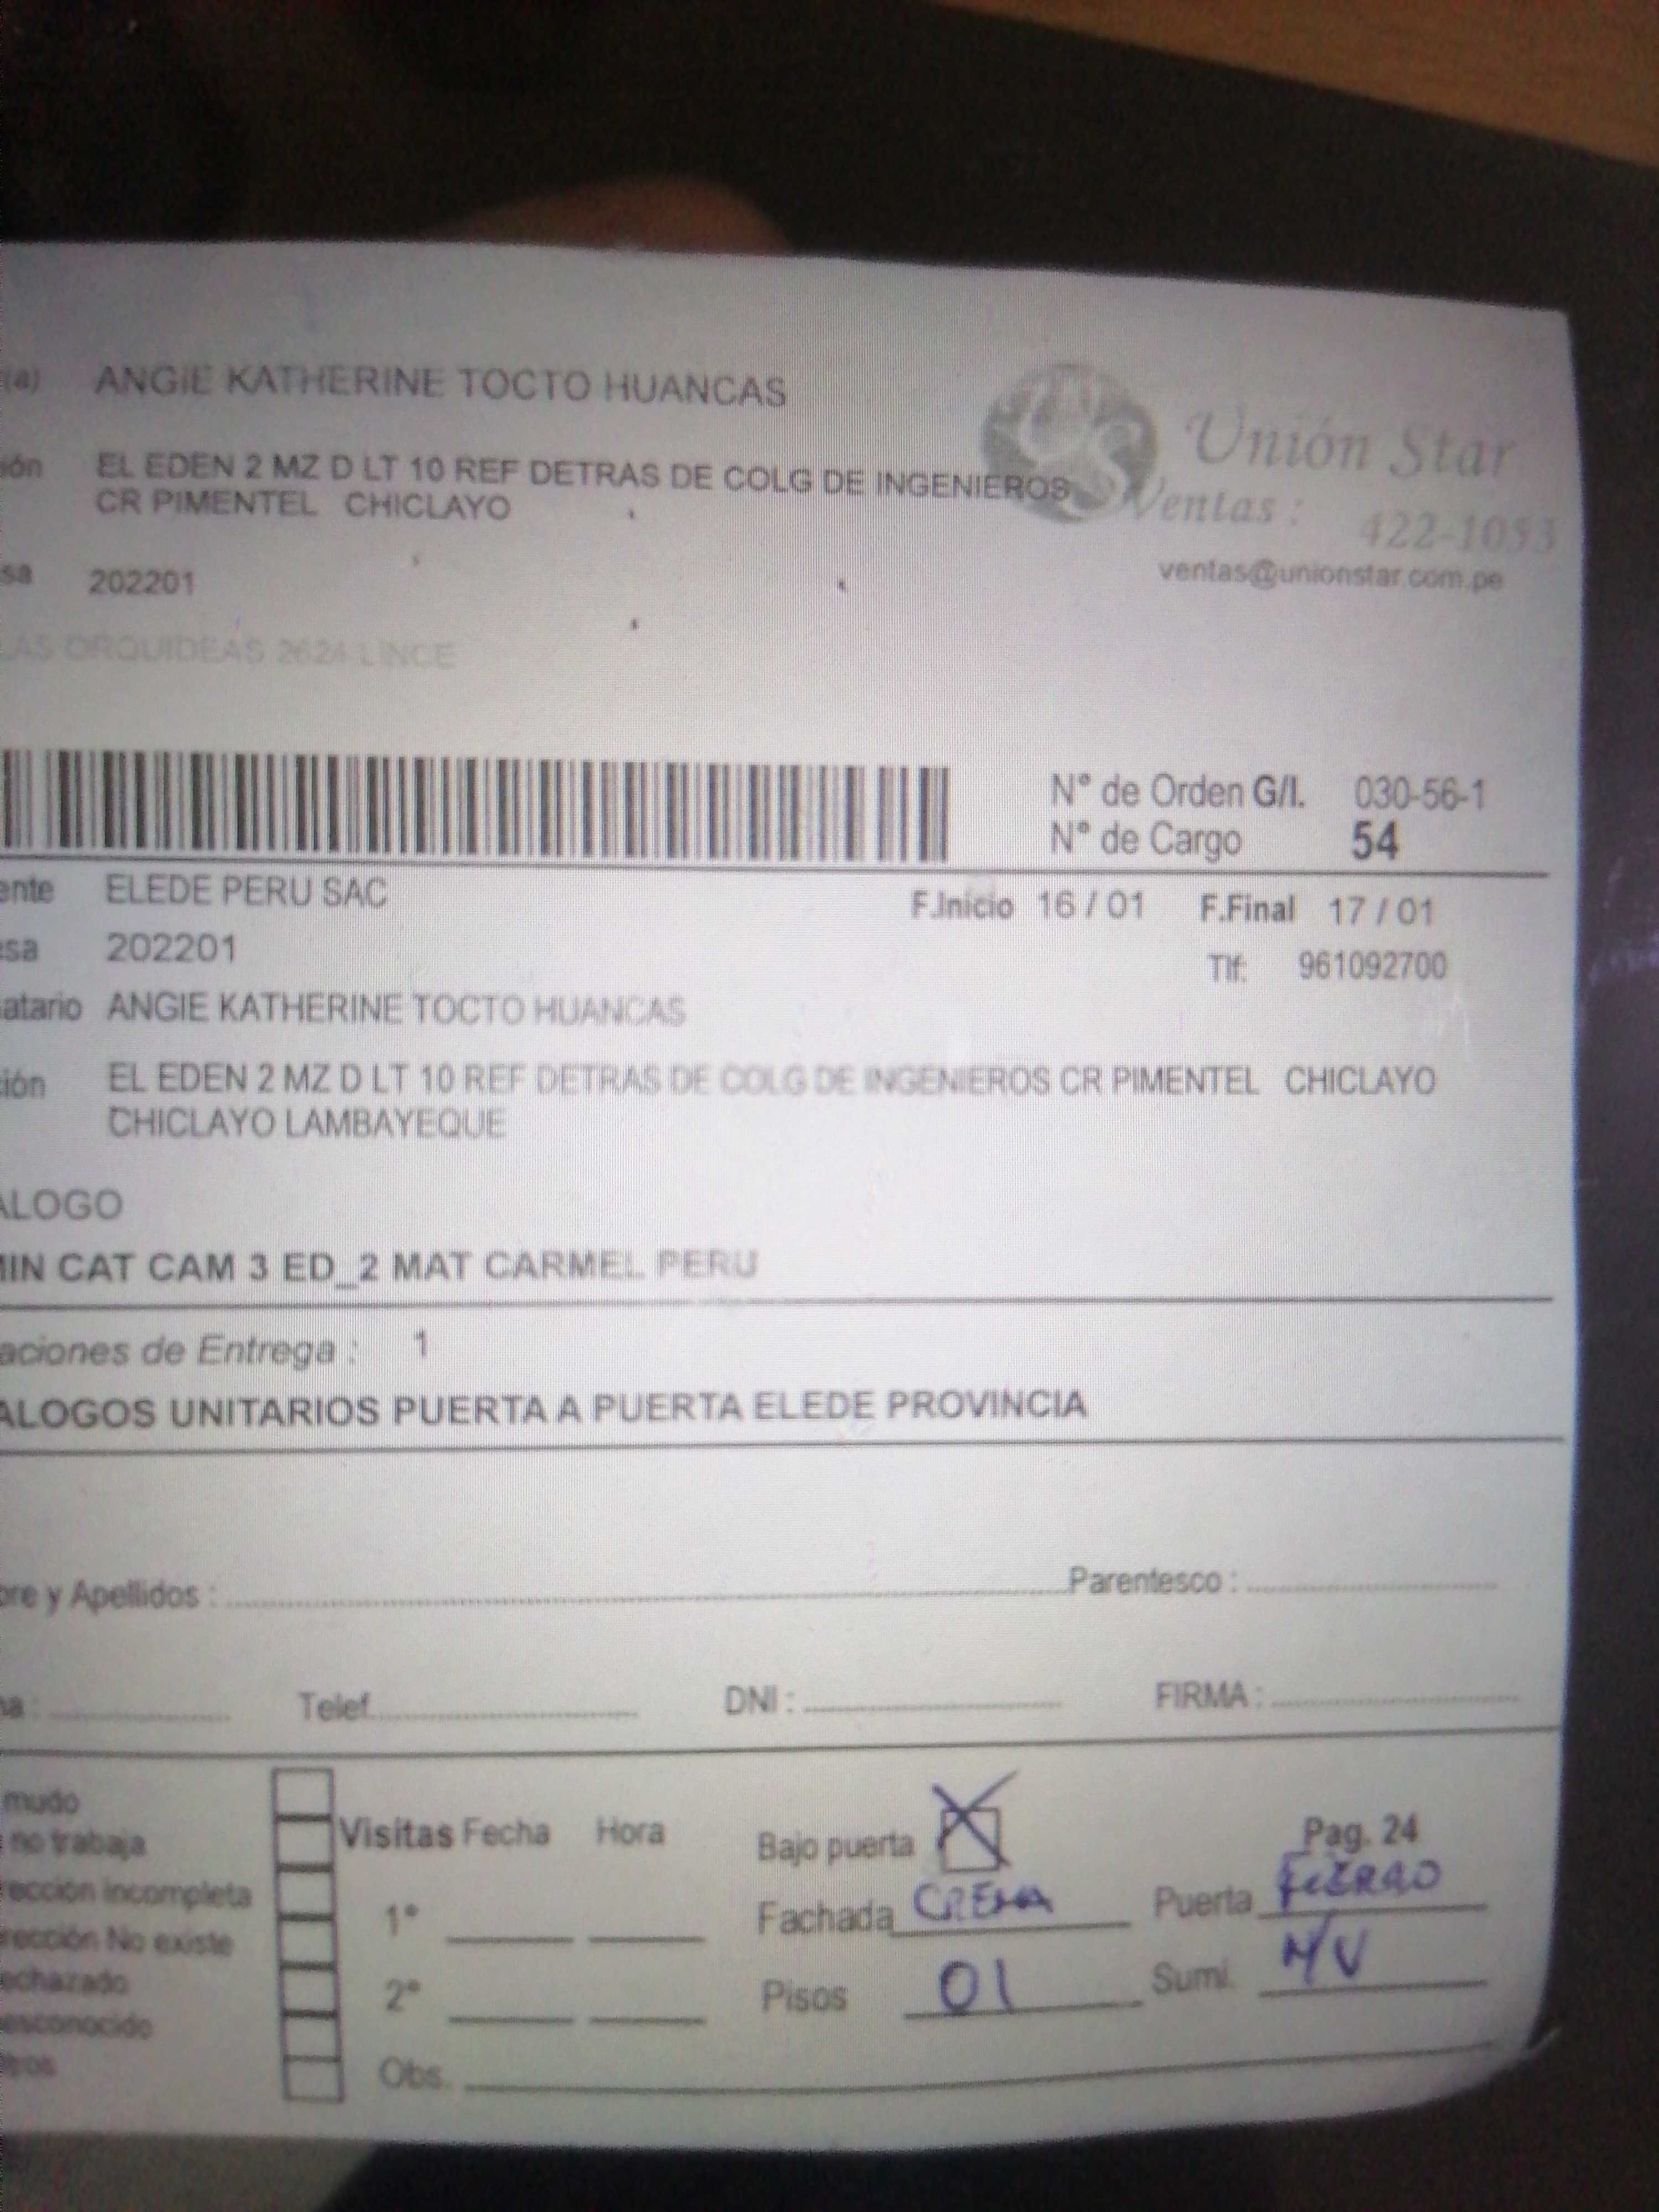 (a) ANGIE KATHERINE TOCTO HUANCAS
ión EL EDEN 2 MZ D LT 10 REF DETRAS DE COLG DE INGENIEROS
CR PIMENTEL CHICLAYO
Unión Star
Ventas : 422-1053
ventas@unionstar.com.pe
sa 202201
LAS ORQUIDEAS 2624 LINCE
N° de Orden G/I. 030-56-1
N° de Cargo 54
ente ELEDE PERU SAC
F.Inicio 16 / 01 F.Final 17 / 01
sa 202201
Tlf: 961092700
atario ANGIE KATHERINE TOCTO HUANCAS
ión EL EDEN 2 MZ D LT 10 REF DETRAS DE COLG DE INGENIEROS CR PIMENTEL CHICLAYO
CHICLAYO LAMBAYEQUE
ALOGO
MIN CAT CAM 3 ED_2 MAT CARMEL PERU
aciones de Entrega : 1
ALOGOS UNITARIOS PUERTA A PUERTA ELEDE PROVINCIA
bre y Apellidos : Parentesco :
ha : Telef. DNI : FIRMA :
mudo
no trabaja
ección incompleta
rección No existe
echazado
esconocido
tros
Visitas Fecha Hora
1°
2°
Obs.
Bajo puerta X Pag. 24
Fachada CREMA Puerta FIERRO
Pisos 01 Sumi. N/V